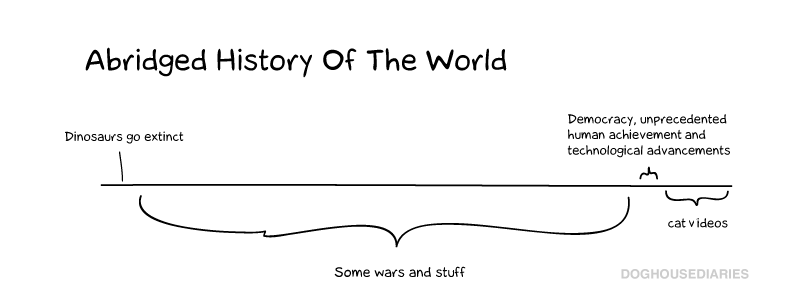 Abridged History Of The World
Dinosaurs go extinct
Democracy, unprecedented
human achievement and
technological advancements
cat videos
Some wars and stuff
DOGHOUSEDIARIES